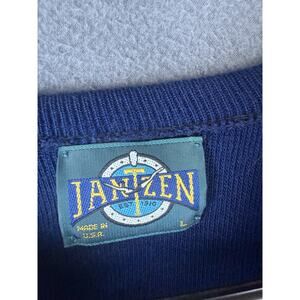 JANTZEN
EST 1910
MADE IN
U.S.A.
L